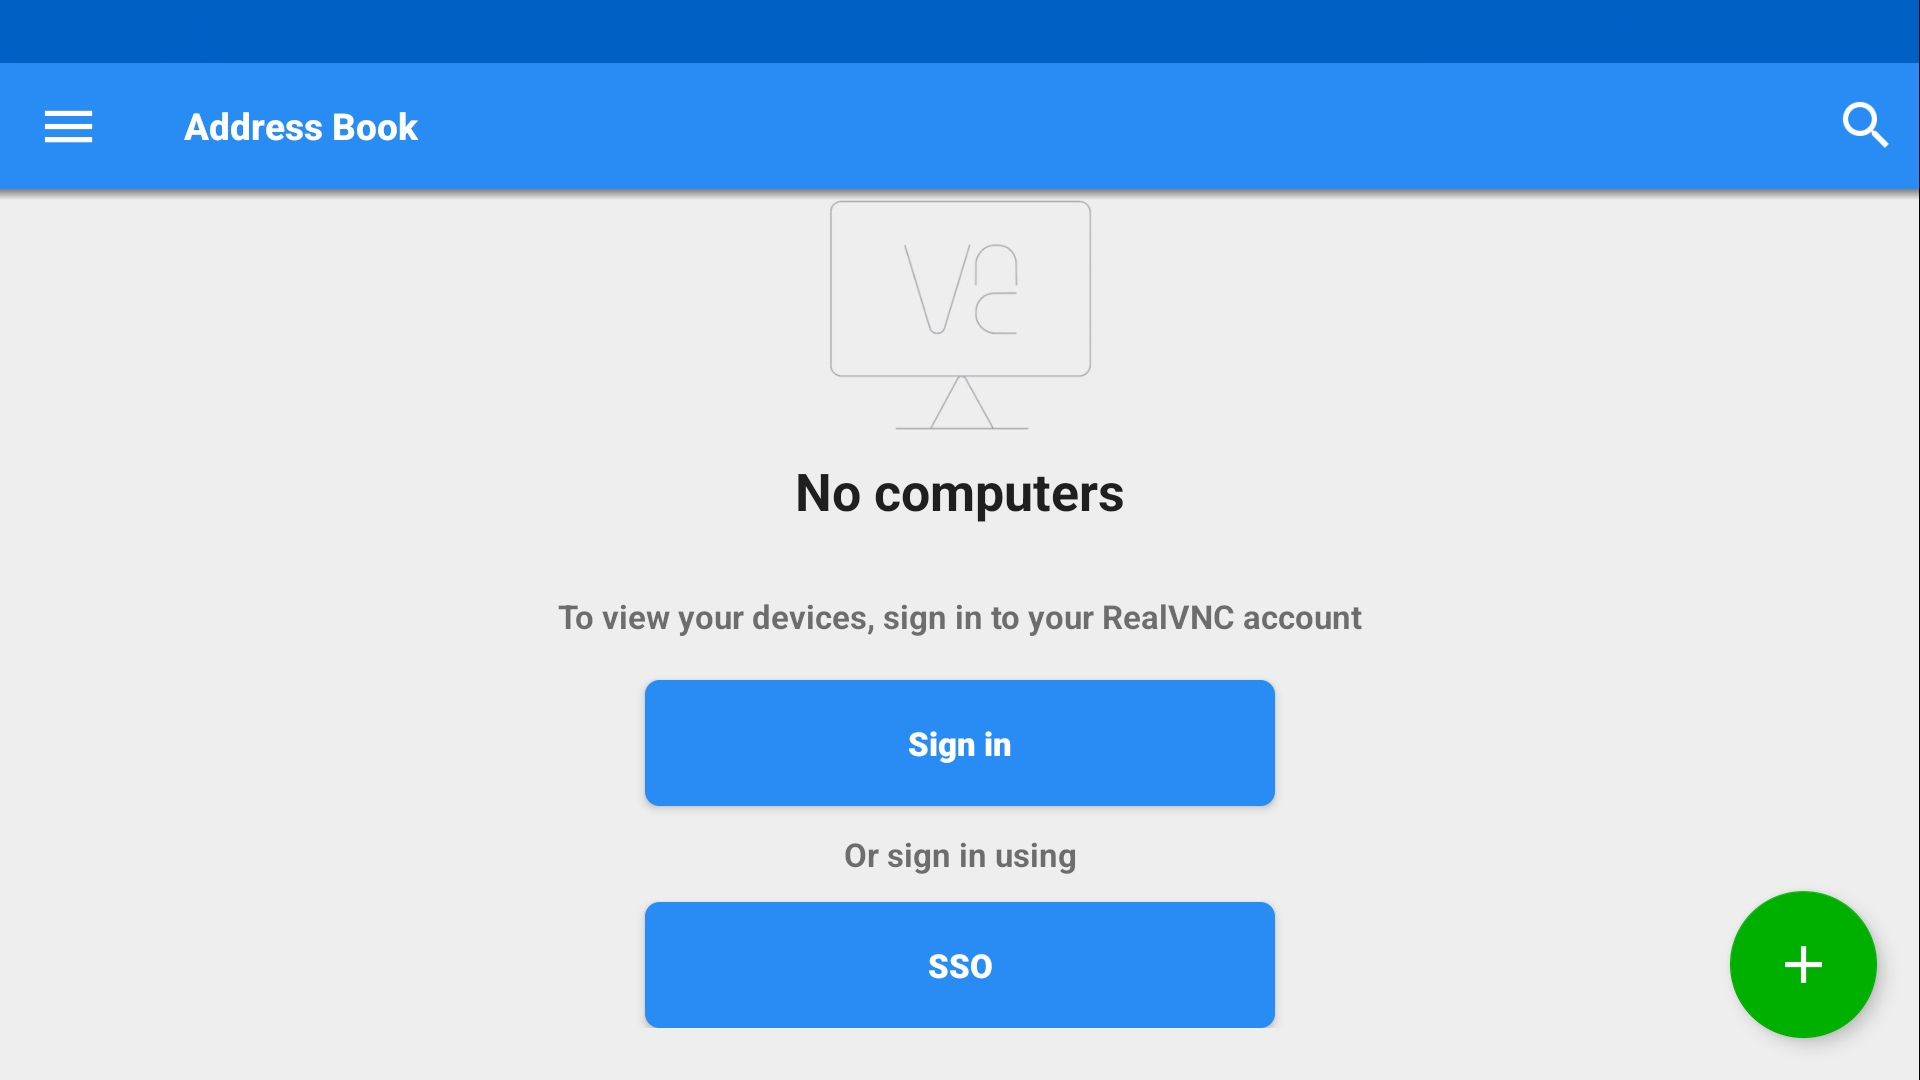 Address Book
No computers
To view your devices, sign in to your RealVNC account
Sign in
Or sign in using
SSO